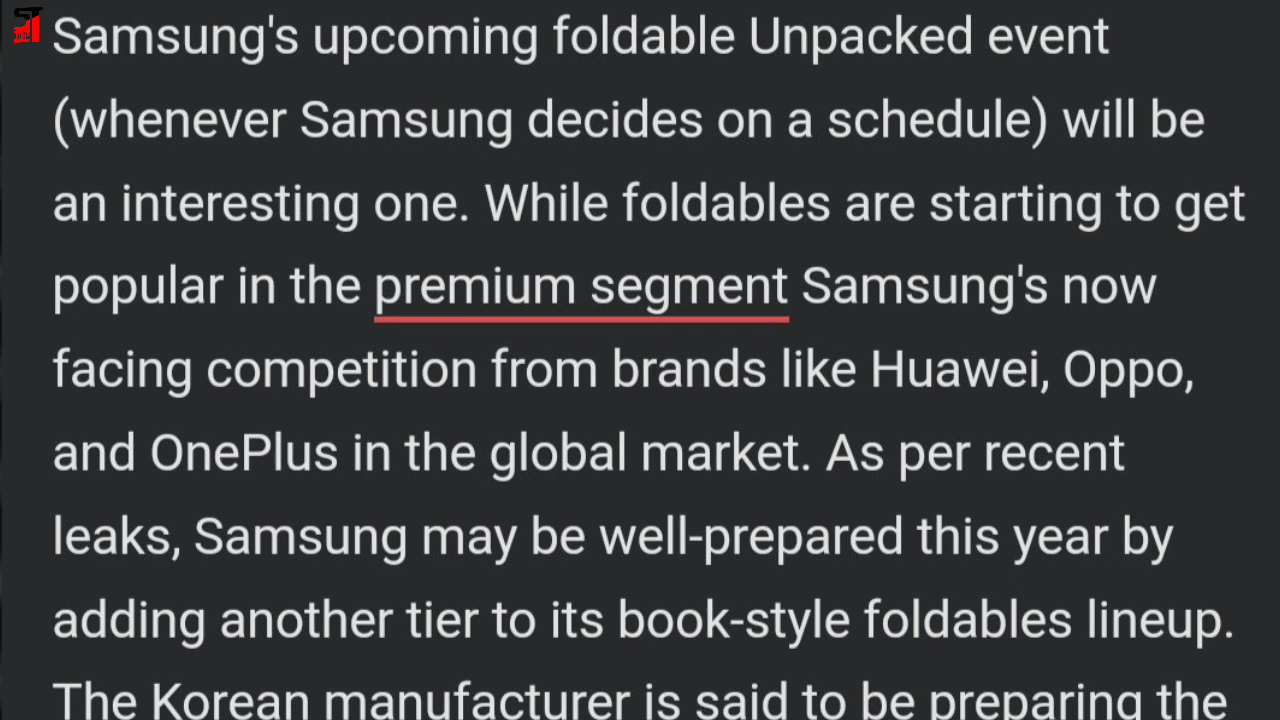 Samsung's upcoming foldable Unpacked event
(whenever Samsung decides on a schedule) will be
an interesting one. While foldables are starting to get
popular in the premium segment Samsung's now
facing competition from brands like Huawei, Oppo,
and OnePlus in the global market. As per recent
leaks, Samsung may be well-prepared this year by
adding another tier to its book-style foldables lineup.
The Korean manufacturer is said to be preparing the